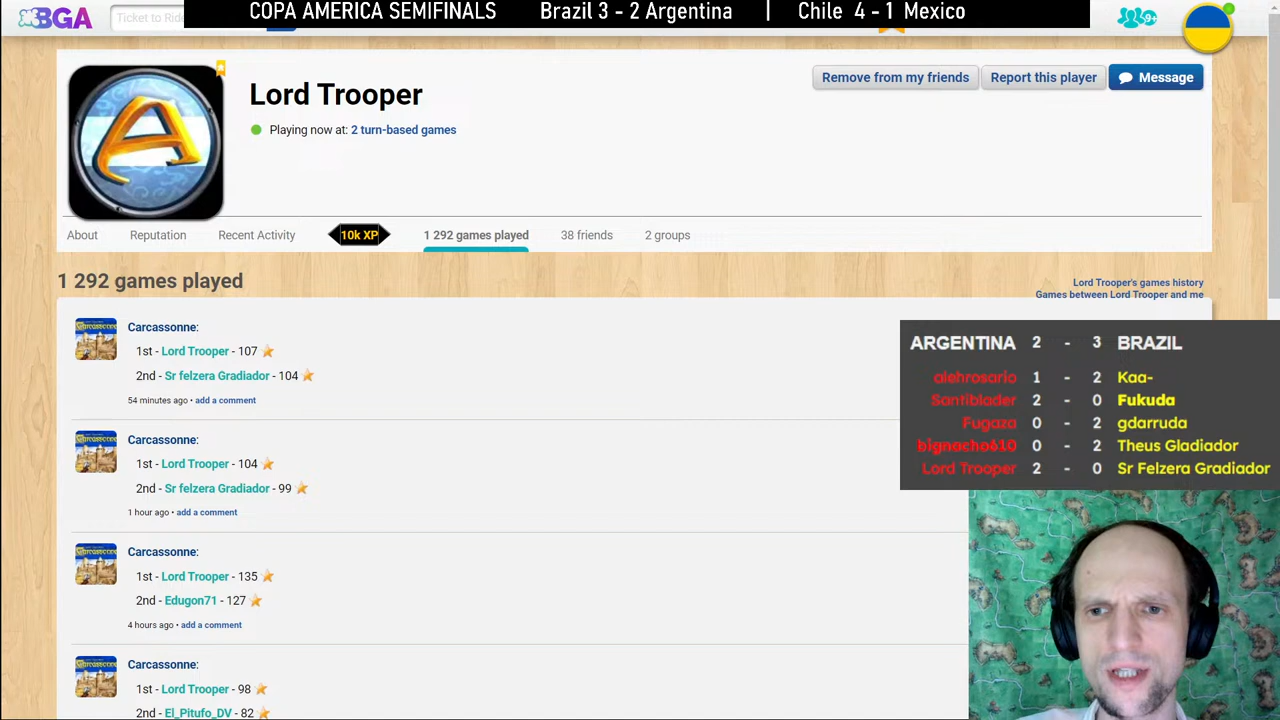 COPA AMERICA SEMIFINALS Brazil 3 - 2 Argentina | Chile 4 - 1 Mexico
BGA
Ticket to Ride
9+
Lord Trooper
Remove from my friends
Report this player
Message
Playing now at: 2 turn-based games
About
Reputation
Recent Activity
10k XP
1 292 games played
38 friends
2 groups
1 292 games played
Lord Trooper's games history
Games between Lord Trooper and me
Carcassonne:
1st - Lord Trooper - 107
2nd - Sr felzera Gradiador - 104
54 minutes ago • add a comment
Carcassonne:
1st - Lord Trooper - 104
2nd - Sr felzera Gradiador - 99
1 hour ago • add a comment
Carcassonne:
1st - Lord Trooper - 135
2nd - Edugon71 - 127
4 hours ago • add a comment
Carcassonne:
1st - Lord Trooper - 98
2nd - El_Pitufo_DV - 82
ARGENTINA 2 - 3 BRAZIL
alehrosario 1 - 2 Kaa-
Santiblader 2 - 0 Fukuda
Fugaza 0 - 2 gdarruda
bignacho610 0 - 2 Theus Gladiador
Lord Trooper 2 - 0 Sr Felzera Gradiador